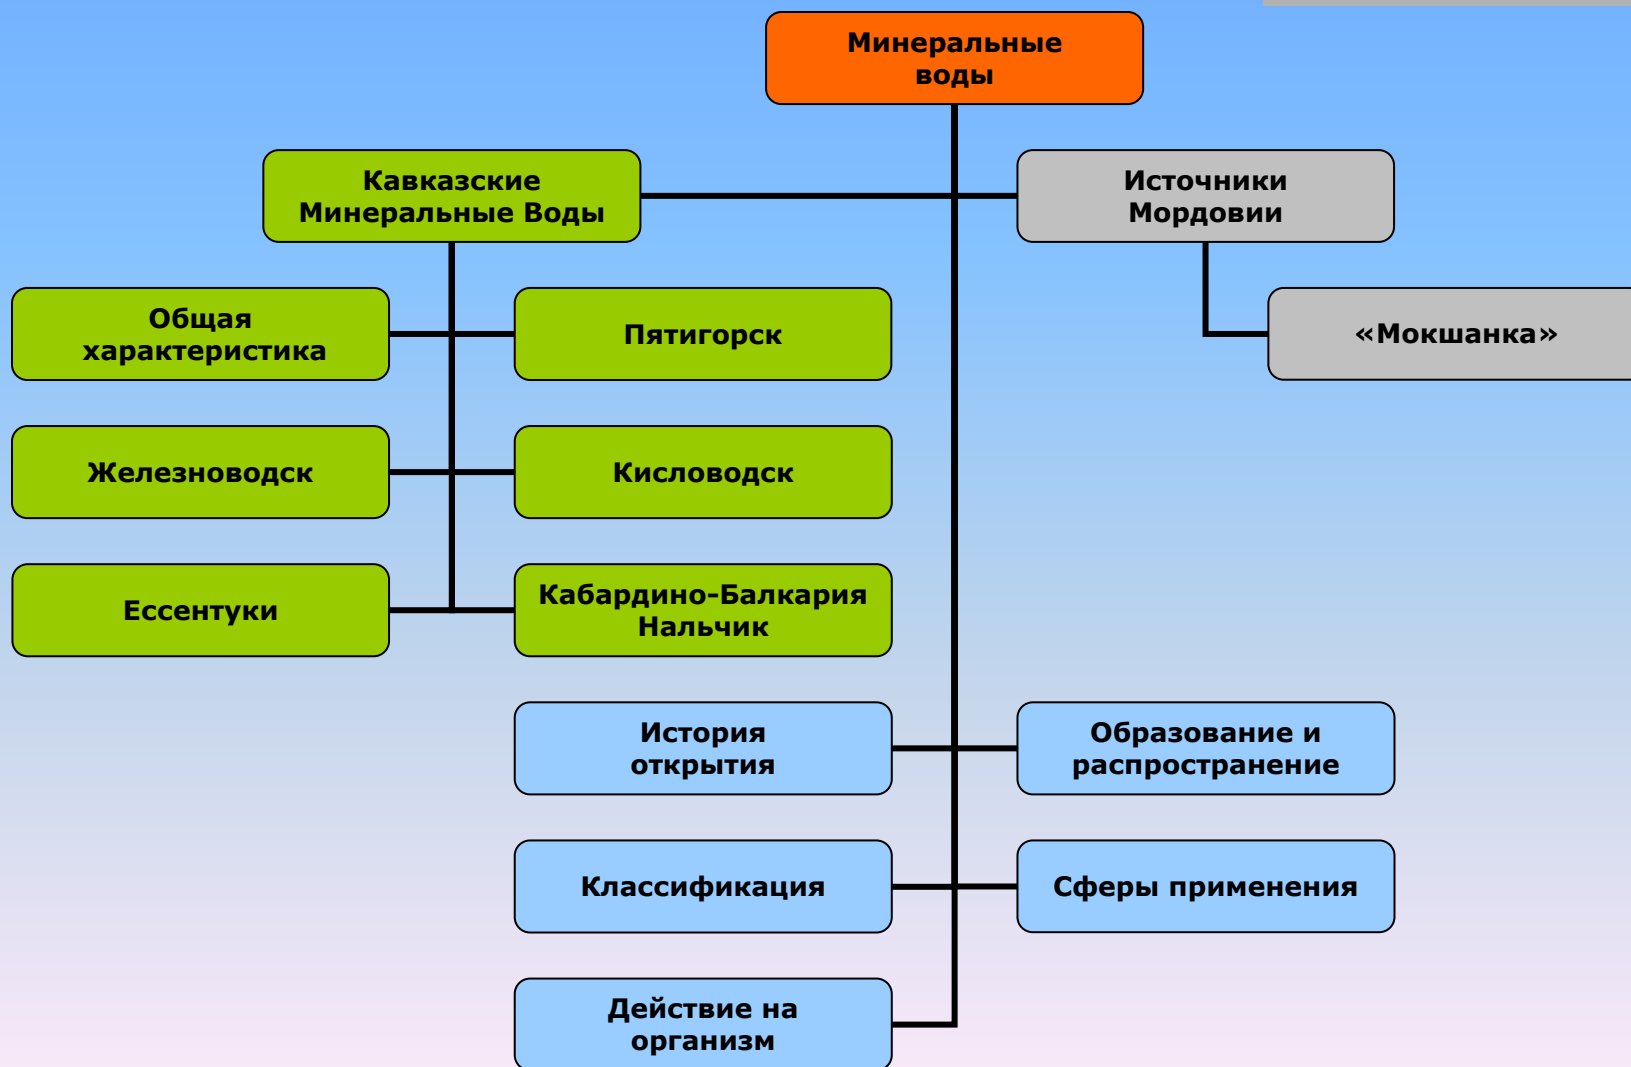 Минеральные
воды
Кавказские
Минеральные Воды
Источники
Мордовии
Общая
характеристика
Пятигорск
«Мокшанка»
Железноводск
Кисловодск
Ессентуки
Кабардино-Балкария
Нальчик
История
открытия
Образование и
распространение
Классификация
Сферы применения
Действие на
организм